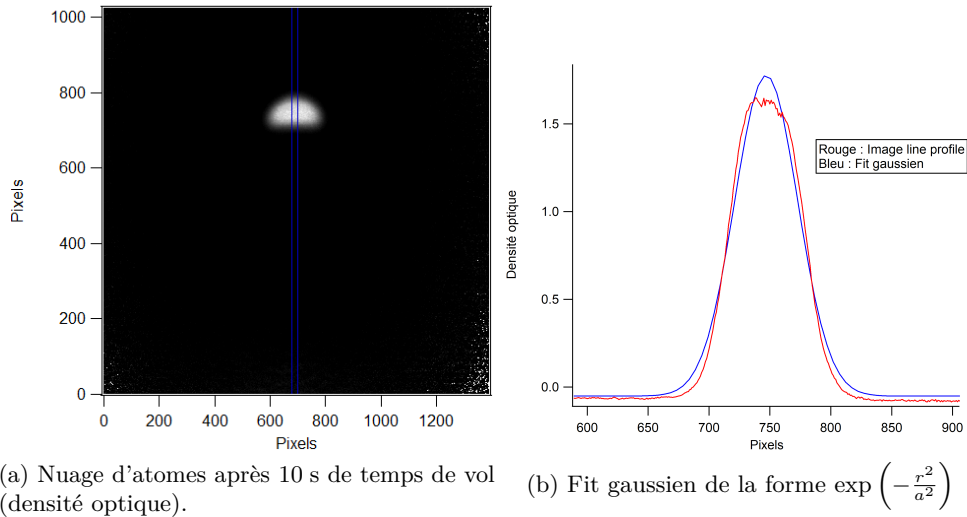 1000
800
600
400
200
0
Pixels
0 200 400 600 800 1000 1200
Pixels
(a) Nuage d'atomes après 10 s de temps de vol
(densité optique).
1.5
1.0
0.5
0.0
Densité optique
Rouge : Image line profile
Bleu : Fit gaussien
600 650 700 750 800 850 900
Pixels
(b) Fit gaussien de la forme exp(−r²/a²)